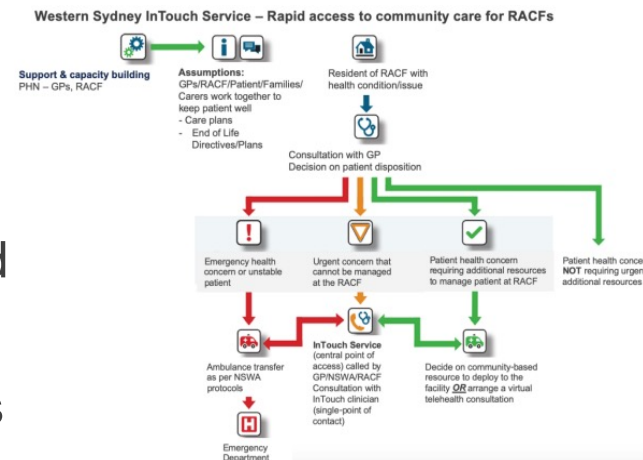 Western Sydney InTouch Service – Rapid access to community care for RACFs
Support & capacity building
PHN – GPs, RACF
Assumptions:
GPs/RACF/Patient/Families/
Carers work together to
keep patient well
- Care plans
- End of Life
Directives/Plans
Resident of RACF with
health condition/issue
Consultation with GP
Decision on patient disposition
Emergency health
concern or unstable
patient
Urgent concern that
cannot be managed
at the RACF
Patient health concern
requiring additional resources
to manage patient at RACF
Patient health conce
NOT requiring urgen
additional resources
Ambulance transfer
as per NSWA
protocols
InTouch Service
(central point of
access) called by
GP/NSWA/RACF
Consultation with
InTouch clinician
(single-point of
contact)
Decide on community-based
resource to deploy to the
facility OR arrange a virtual
telehealth consultation
H
Emergency
Department